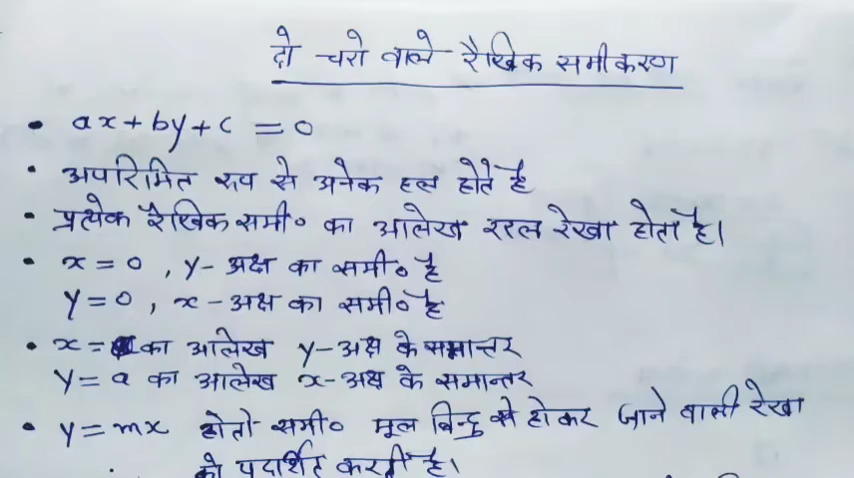 दो चरो वाले रैखिक समीकरण
• ax + by + c = 0
• अपरिमित रूप से अनेक हल होते है
• प्रत्येक रैखिक समी० का आलेख सरल रेखा होता है।
• x = 0 , y - अक्ष का समी० है
y = 0 , x - अक्ष का समी० है
• x = a का आलेख y - अक्ष के समान्तर
y = a का आलेख x - अक्ष के समान्तर
• y = mx होतो समी० मूल बिन्दु से होकर जाने वाली रेखा
को प्रदर्शित करती है।